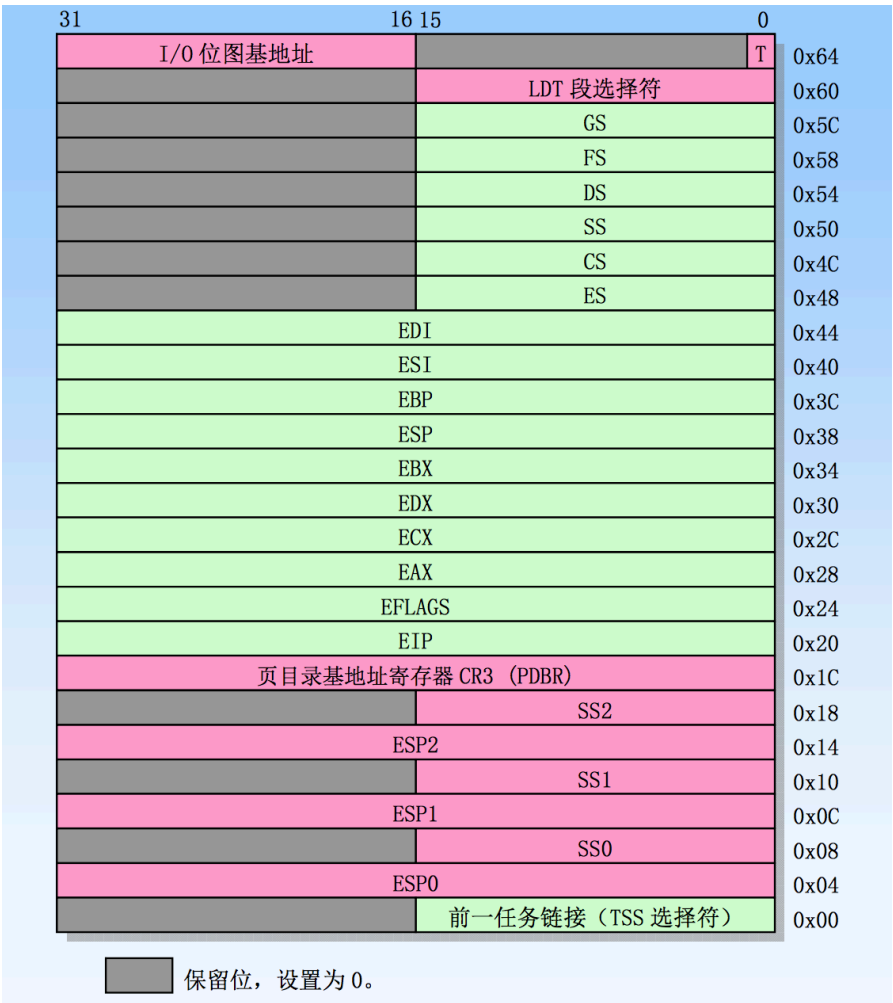 31 16 15 0
I/O 位图基地址 T 0x64
LDT 段选择符 0x60
GS 0x5C
FS 0x58
DS 0x54
SS 0x50
CS 0x4C
ES 0x48
EDI 0x44
ESI 0x40
EBP 0x3C
ESP 0x38
EBX 0x34
EDX 0x30
ECX 0x2C
EAX 0x28
EFLAGS 0x24
EIP 0x20
页目录基地址寄存器 CR3 (PDBR) 0x1C
SS2 0x18
ESP2 0x14
SS1 0x10
ESP1 0x0C
SS0 0x08
ESP0 0x04
前一任务链接（TSS 选择符） 0x00
保留位，设置为 0。